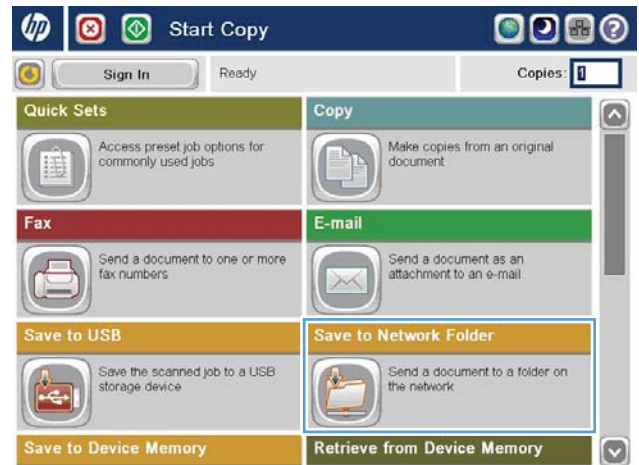 hp
Start Copy
?
Sign In
Ready
Copies: 1
Quick Sets
Access preset job options for
commonly used jobs
Copy
Make copies from an original
document
Fax
Send a document to one or more
fax numbers
E-mail
Send a document as an
attachment to an e-mail
Save to USB
Save the scanned job to a USB
storage device
Save to Network Folder
Send a document to a folder on
the network
Save to Device Memory
Retrieve from Device Memory